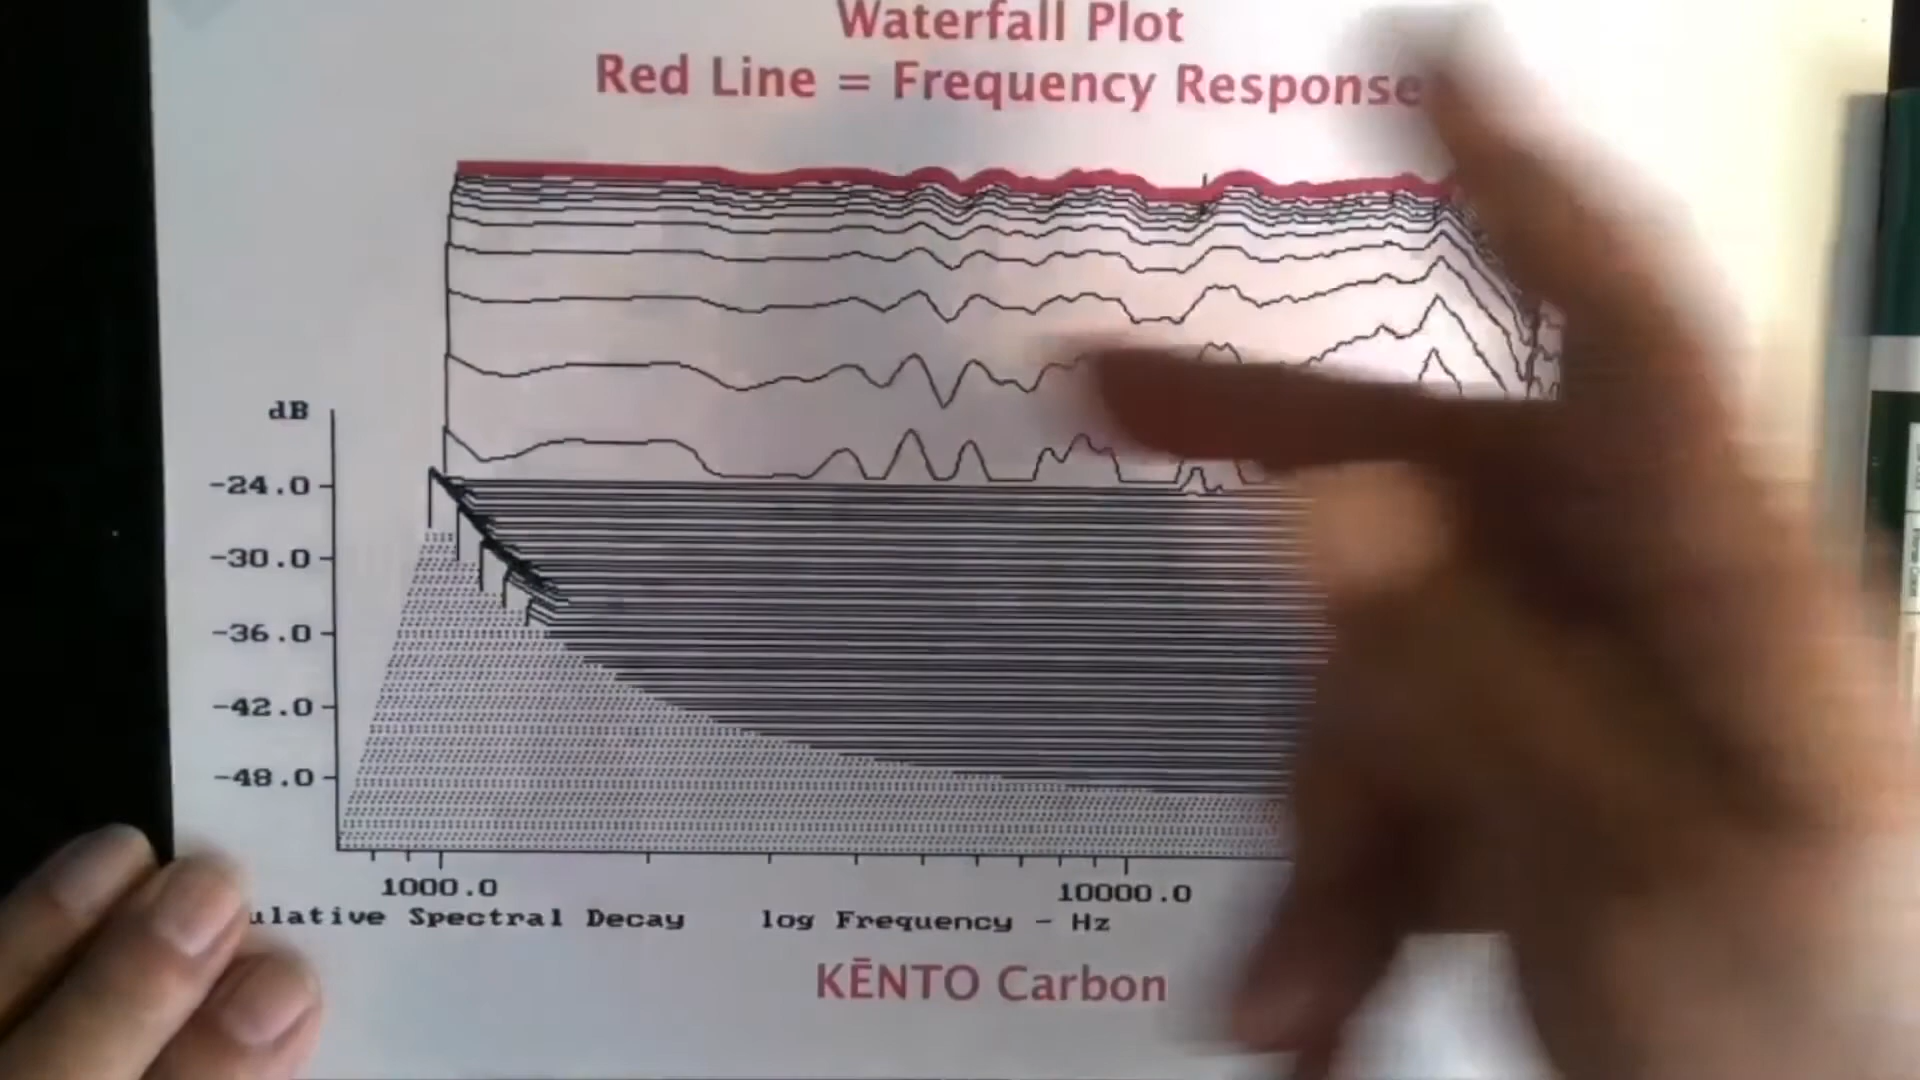 Waterfall Plot
Red Line = Frequency Response
dB
-24.0
-30.0
-36.0
-42.0
-48.0
1000.0 10000.0
ulative Spectral Decay log Frequency - Hz
KĒNTO Carbon